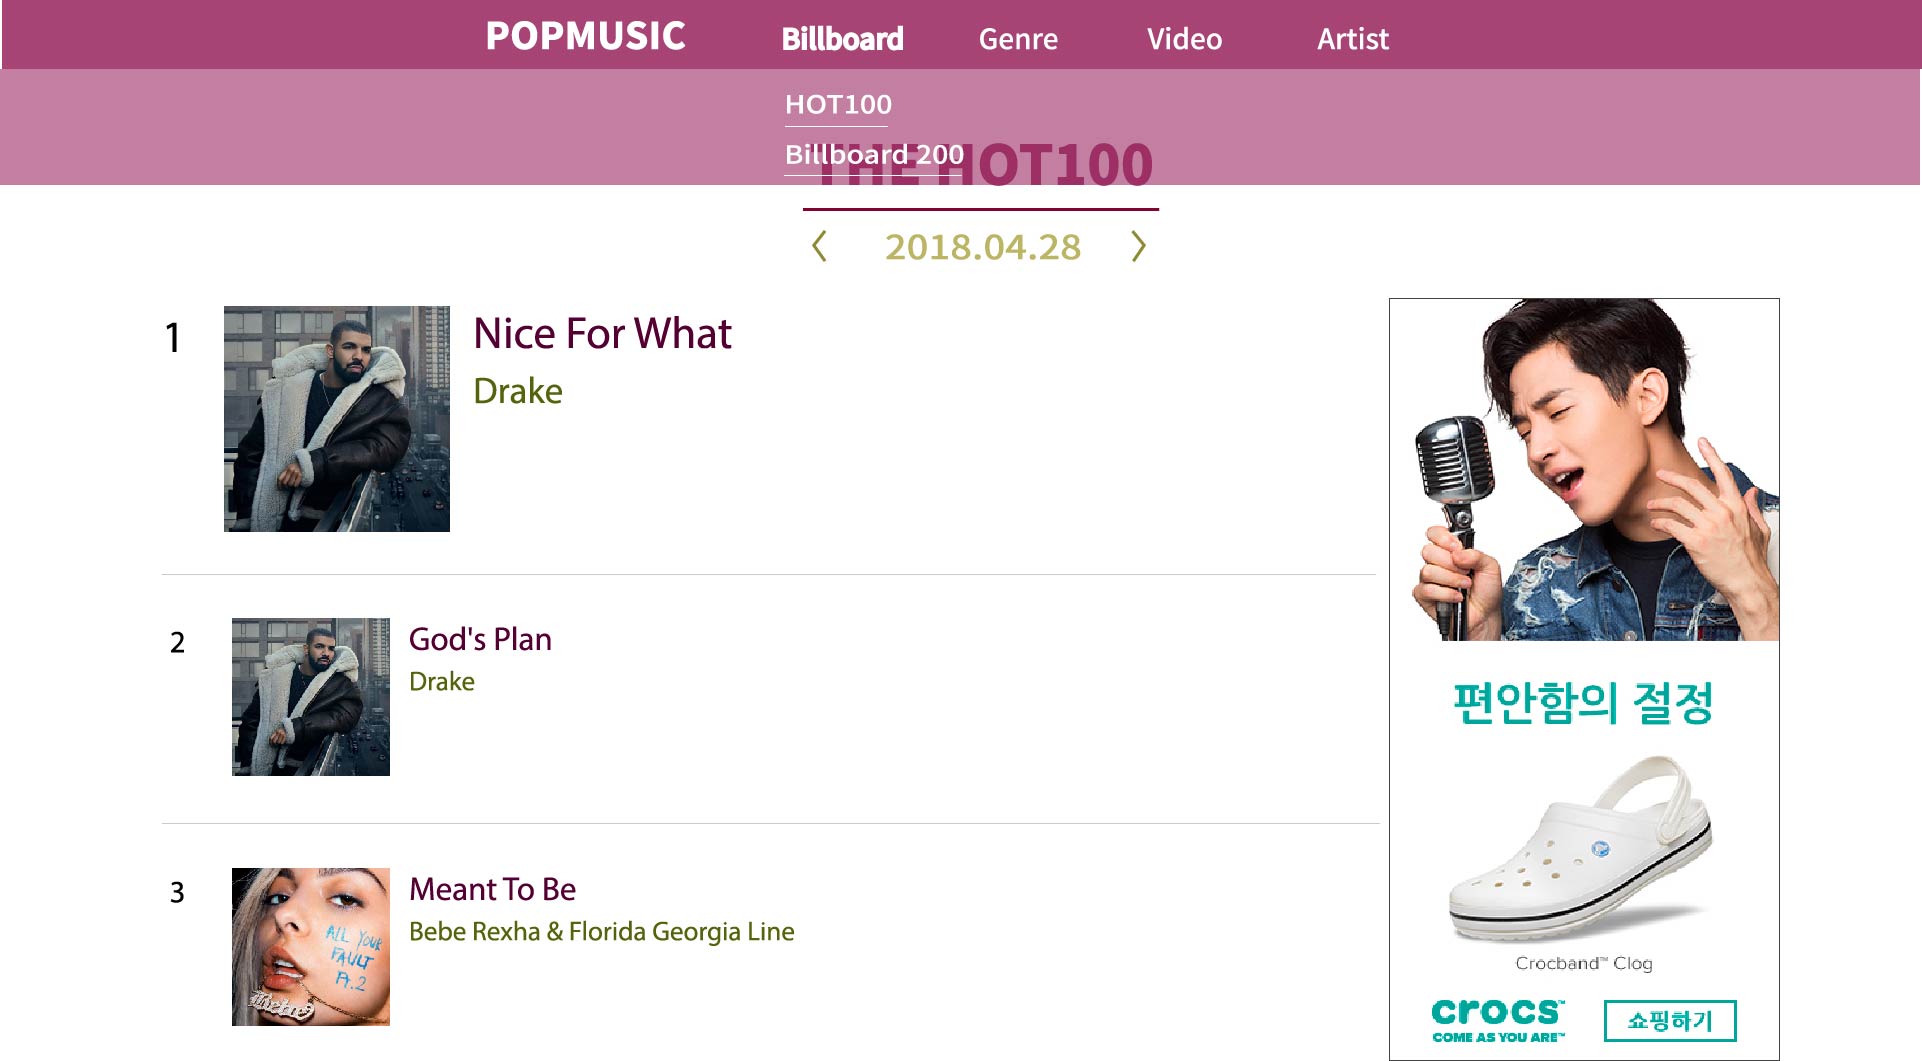 POPMUSIC Billboard Genre Video Artist
HOT100
Billboard 200
THE HOT100
2018.04.28
1
Nice For What
Drake
2
God's Plan
Drake
3
Meant To Be
Bebe Rexha & Florida Georgia Line
ALL YOUR
FAULT
Pt.2
편안함의 절정
Crocband™ Clog
crocs™
COME AS YOU ARE™
쇼핑하기